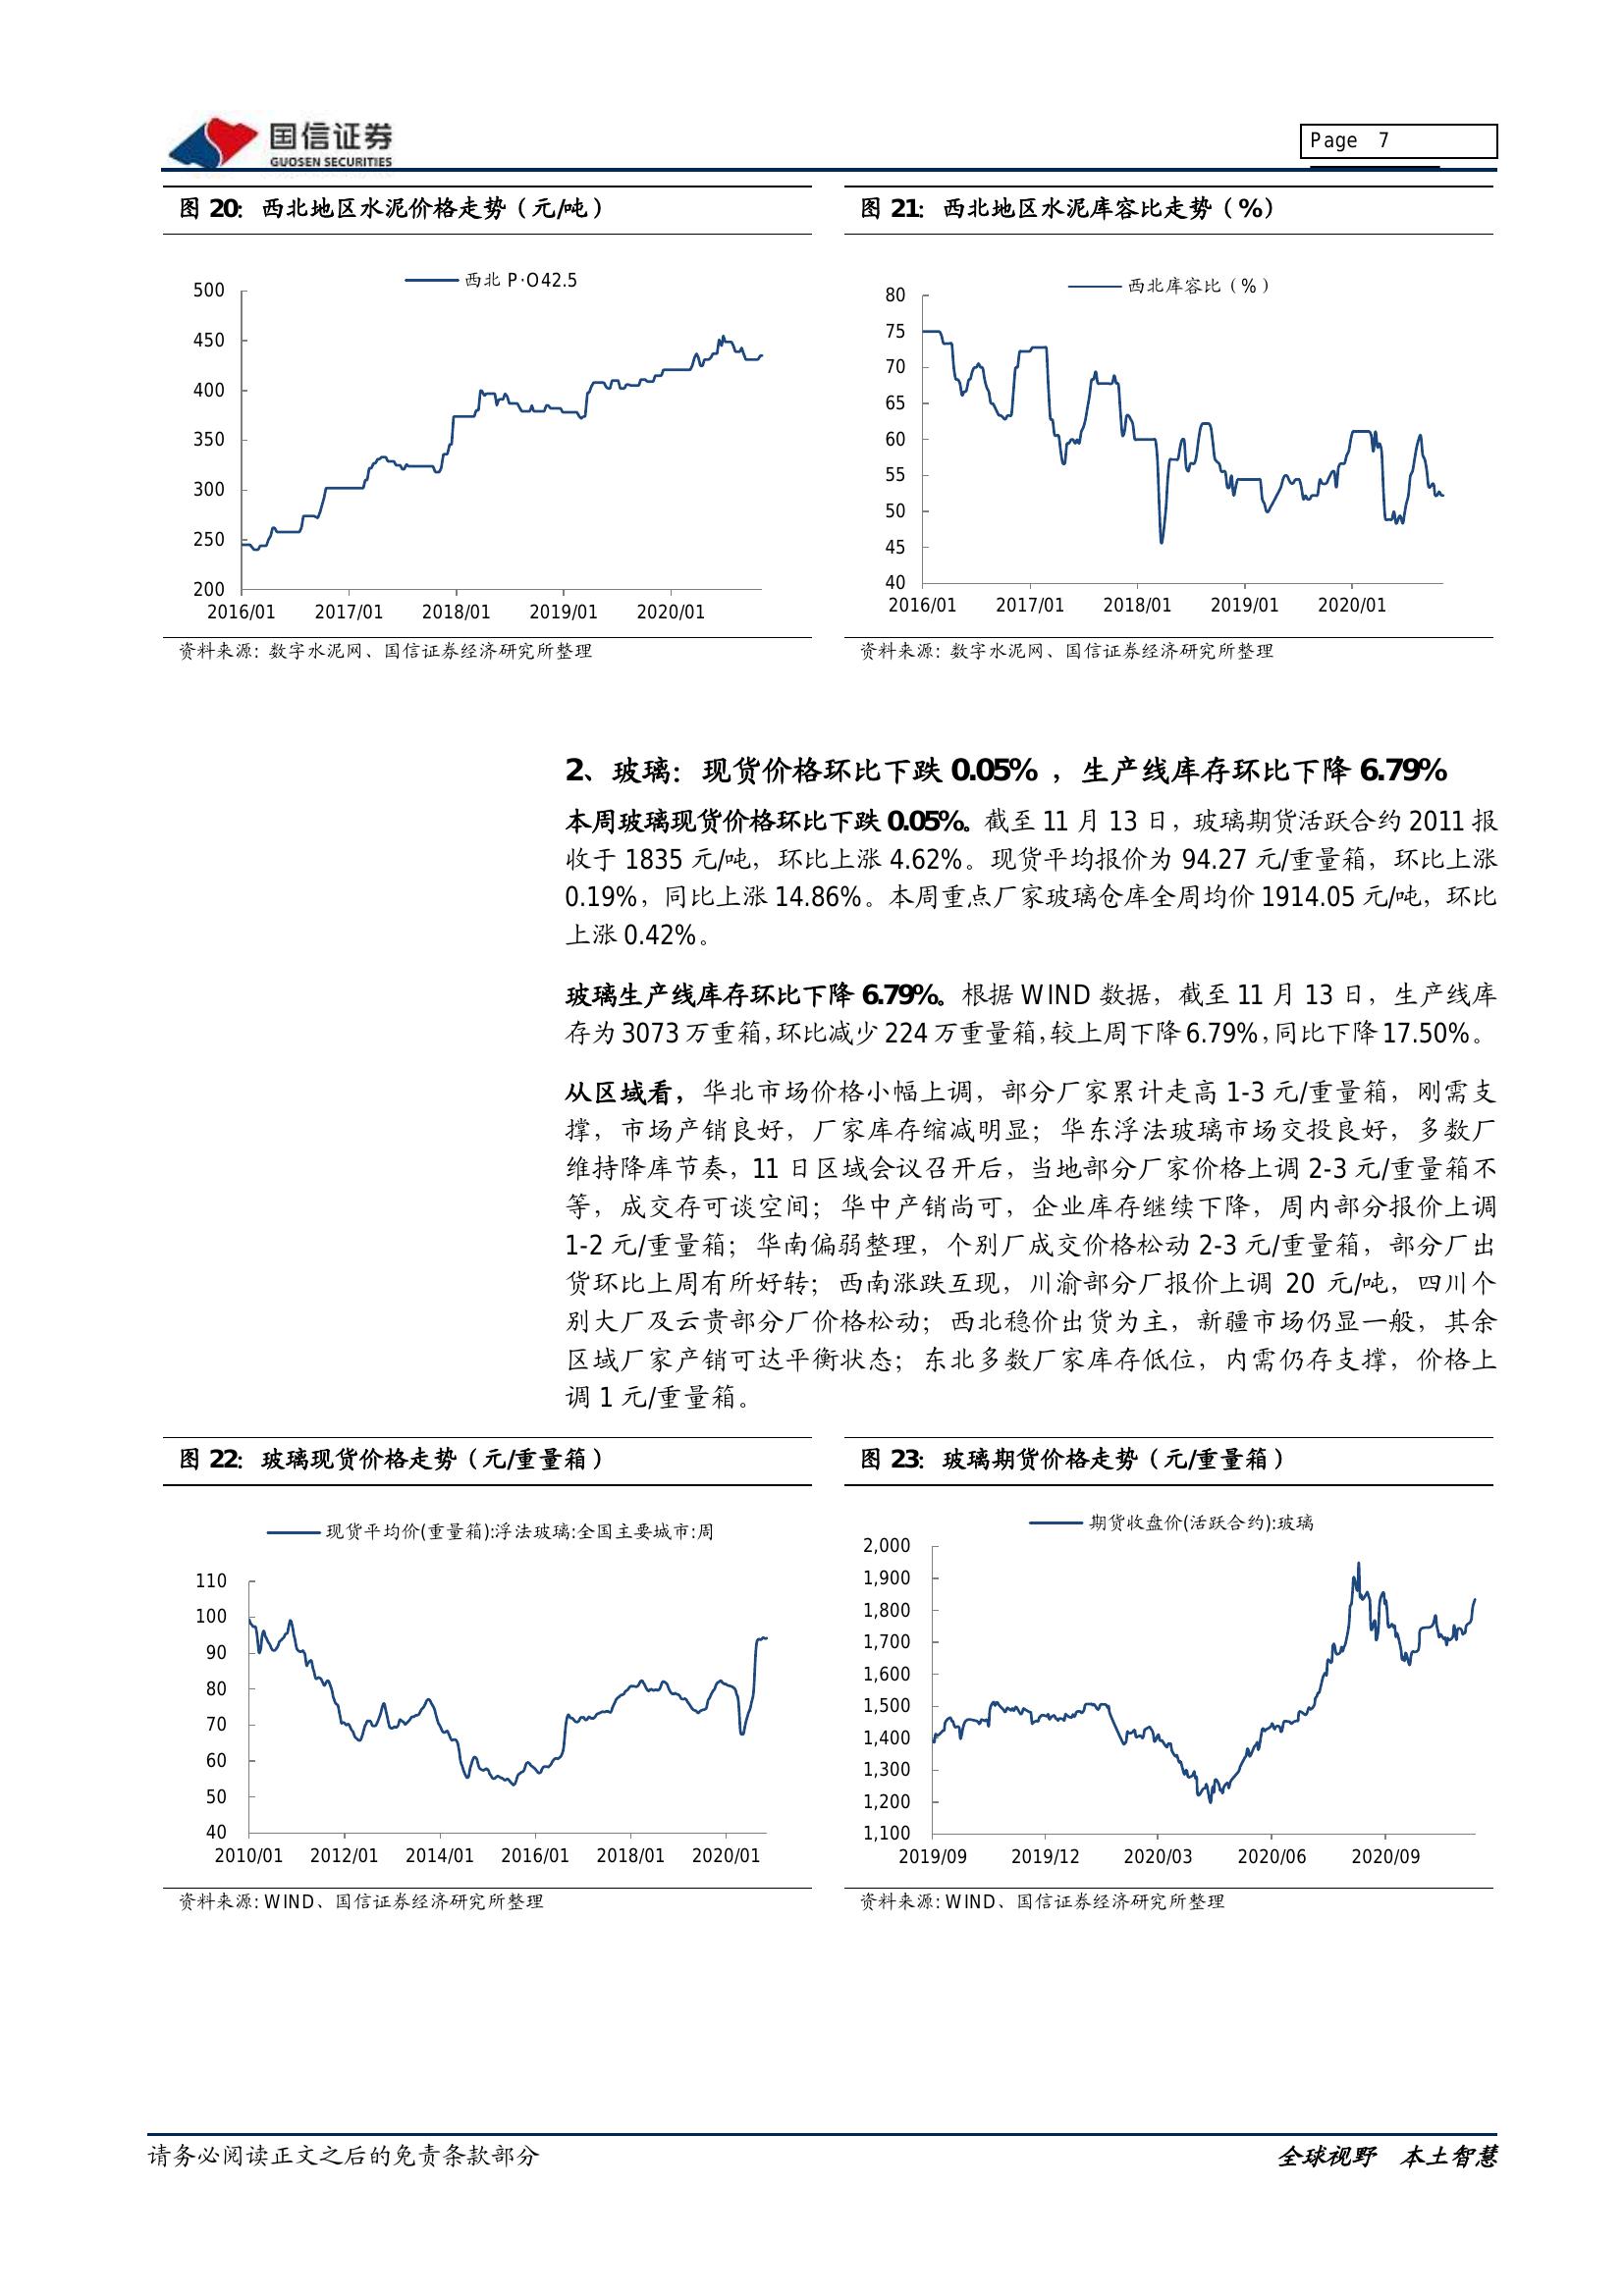 国信证券
GUOSEN SECURITIES
Page 7
图 20：西北地区水泥价格走势（元/吨）
西北 P·O42.5
500
450
400
350
300
250
200
2016/01 2017/01 2018/01 2019/01 2020/01
资料来源：数字水泥网、国信证券经济研究所整理
图 21：西北地区水泥库容比走势（%）
西北库容比（%）
80
75
70
65
60
55
50
45
40
2016/01 2017/01 2018/01 2019/01 2020/01
资料来源：数字水泥网、国信证券经济研究所整理
2、玻璃：现货价格环比下跌 0.05% ，生产线库存环比下降 6.79%
本周玻璃现货价格环比下跌 0.05%。截至 11 月 13 日，玻璃期货活跃合约 2011 报
收于 1835 元/吨，环比上涨 4.62%。现货平均报价为 94.27 元/重量箱，环比上涨
0.19%，同比上涨 14.86%。本周重点厂家玻璃仓库全周均价 1914.05 元/吨，环比
上涨 0.42%。
玻璃生产线库存环比下降 6.79%。根据 WIND 数据，截至 11 月 13 日，生产线库
存为 3073 万重箱，环比减少 224 万重量箱，较上周下降 6.79%，同比下降 17.50%。
从区域看，华北市场价格小幅上调，部分厂家累计走高 1-3 元/重量箱，刚需支
撑，市场产销良好，厂家库存缩减明显；华东浮法玻璃市场交投良好，多数厂
维持降库节奏，11 日区域会议召开后，当地部分厂家价格上调 2-3 元/重量箱不
等，成交存可谈空间；华中产销尚可，企业库存继续下降，周内部分报价上调
1-2 元/重量箱；华南偏弱整理，个别厂成交价格松动 2-3 元/重量箱，部分厂出
货环比上周有所好转；西南涨跌互现，川渝部分厂报价上调 20 元/吨，四川个
别大厂及云贵部分厂价格松动；西北稳价出货为主，新疆市场仍显一般，其余
区域厂家产销可达平衡状态；东北多数厂家库存低位，内需仍存支撑，价格上
调 1 元/重量箱。
图 22：玻璃现货价格走势（元/重量箱）
现货平均价(重量箱):浮法玻璃:全国主要城市:周
110
100
90
80
70
60
50
40
2010/01 2012/01 2014/01 2016/01 2018/01 2020/01
资料来源：WIND、国信证券经济研究所整理
图 23：玻璃期货价格走势（元/重量箱）
期货收盘价(活跃合约):玻璃
2,000
1,900
1,800
1,700
1,600
1,500
1,400
1,300
1,200
1,100
2019/09 2019/12 2020/03 2020/06 2020/09
资料来源：WIND、国信证券经济研究所整理
请务必阅读正文之后的免责条款部分
全球视野 本土智慧